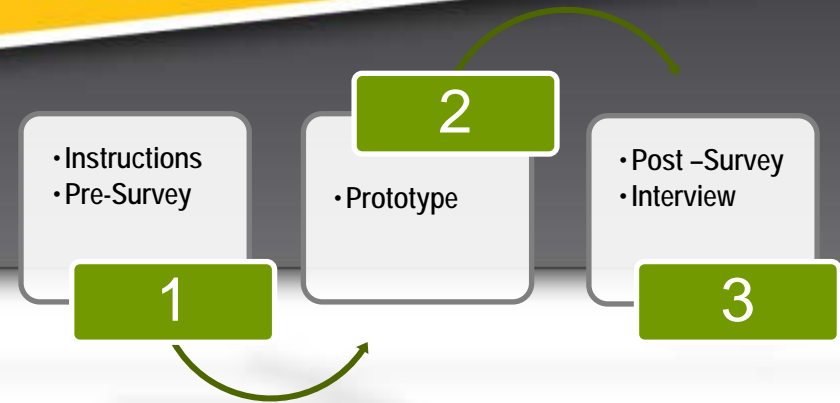 • Instructions
• Pre-Survey
1
2
• Prototype
• Post –Survey
• Interview
3